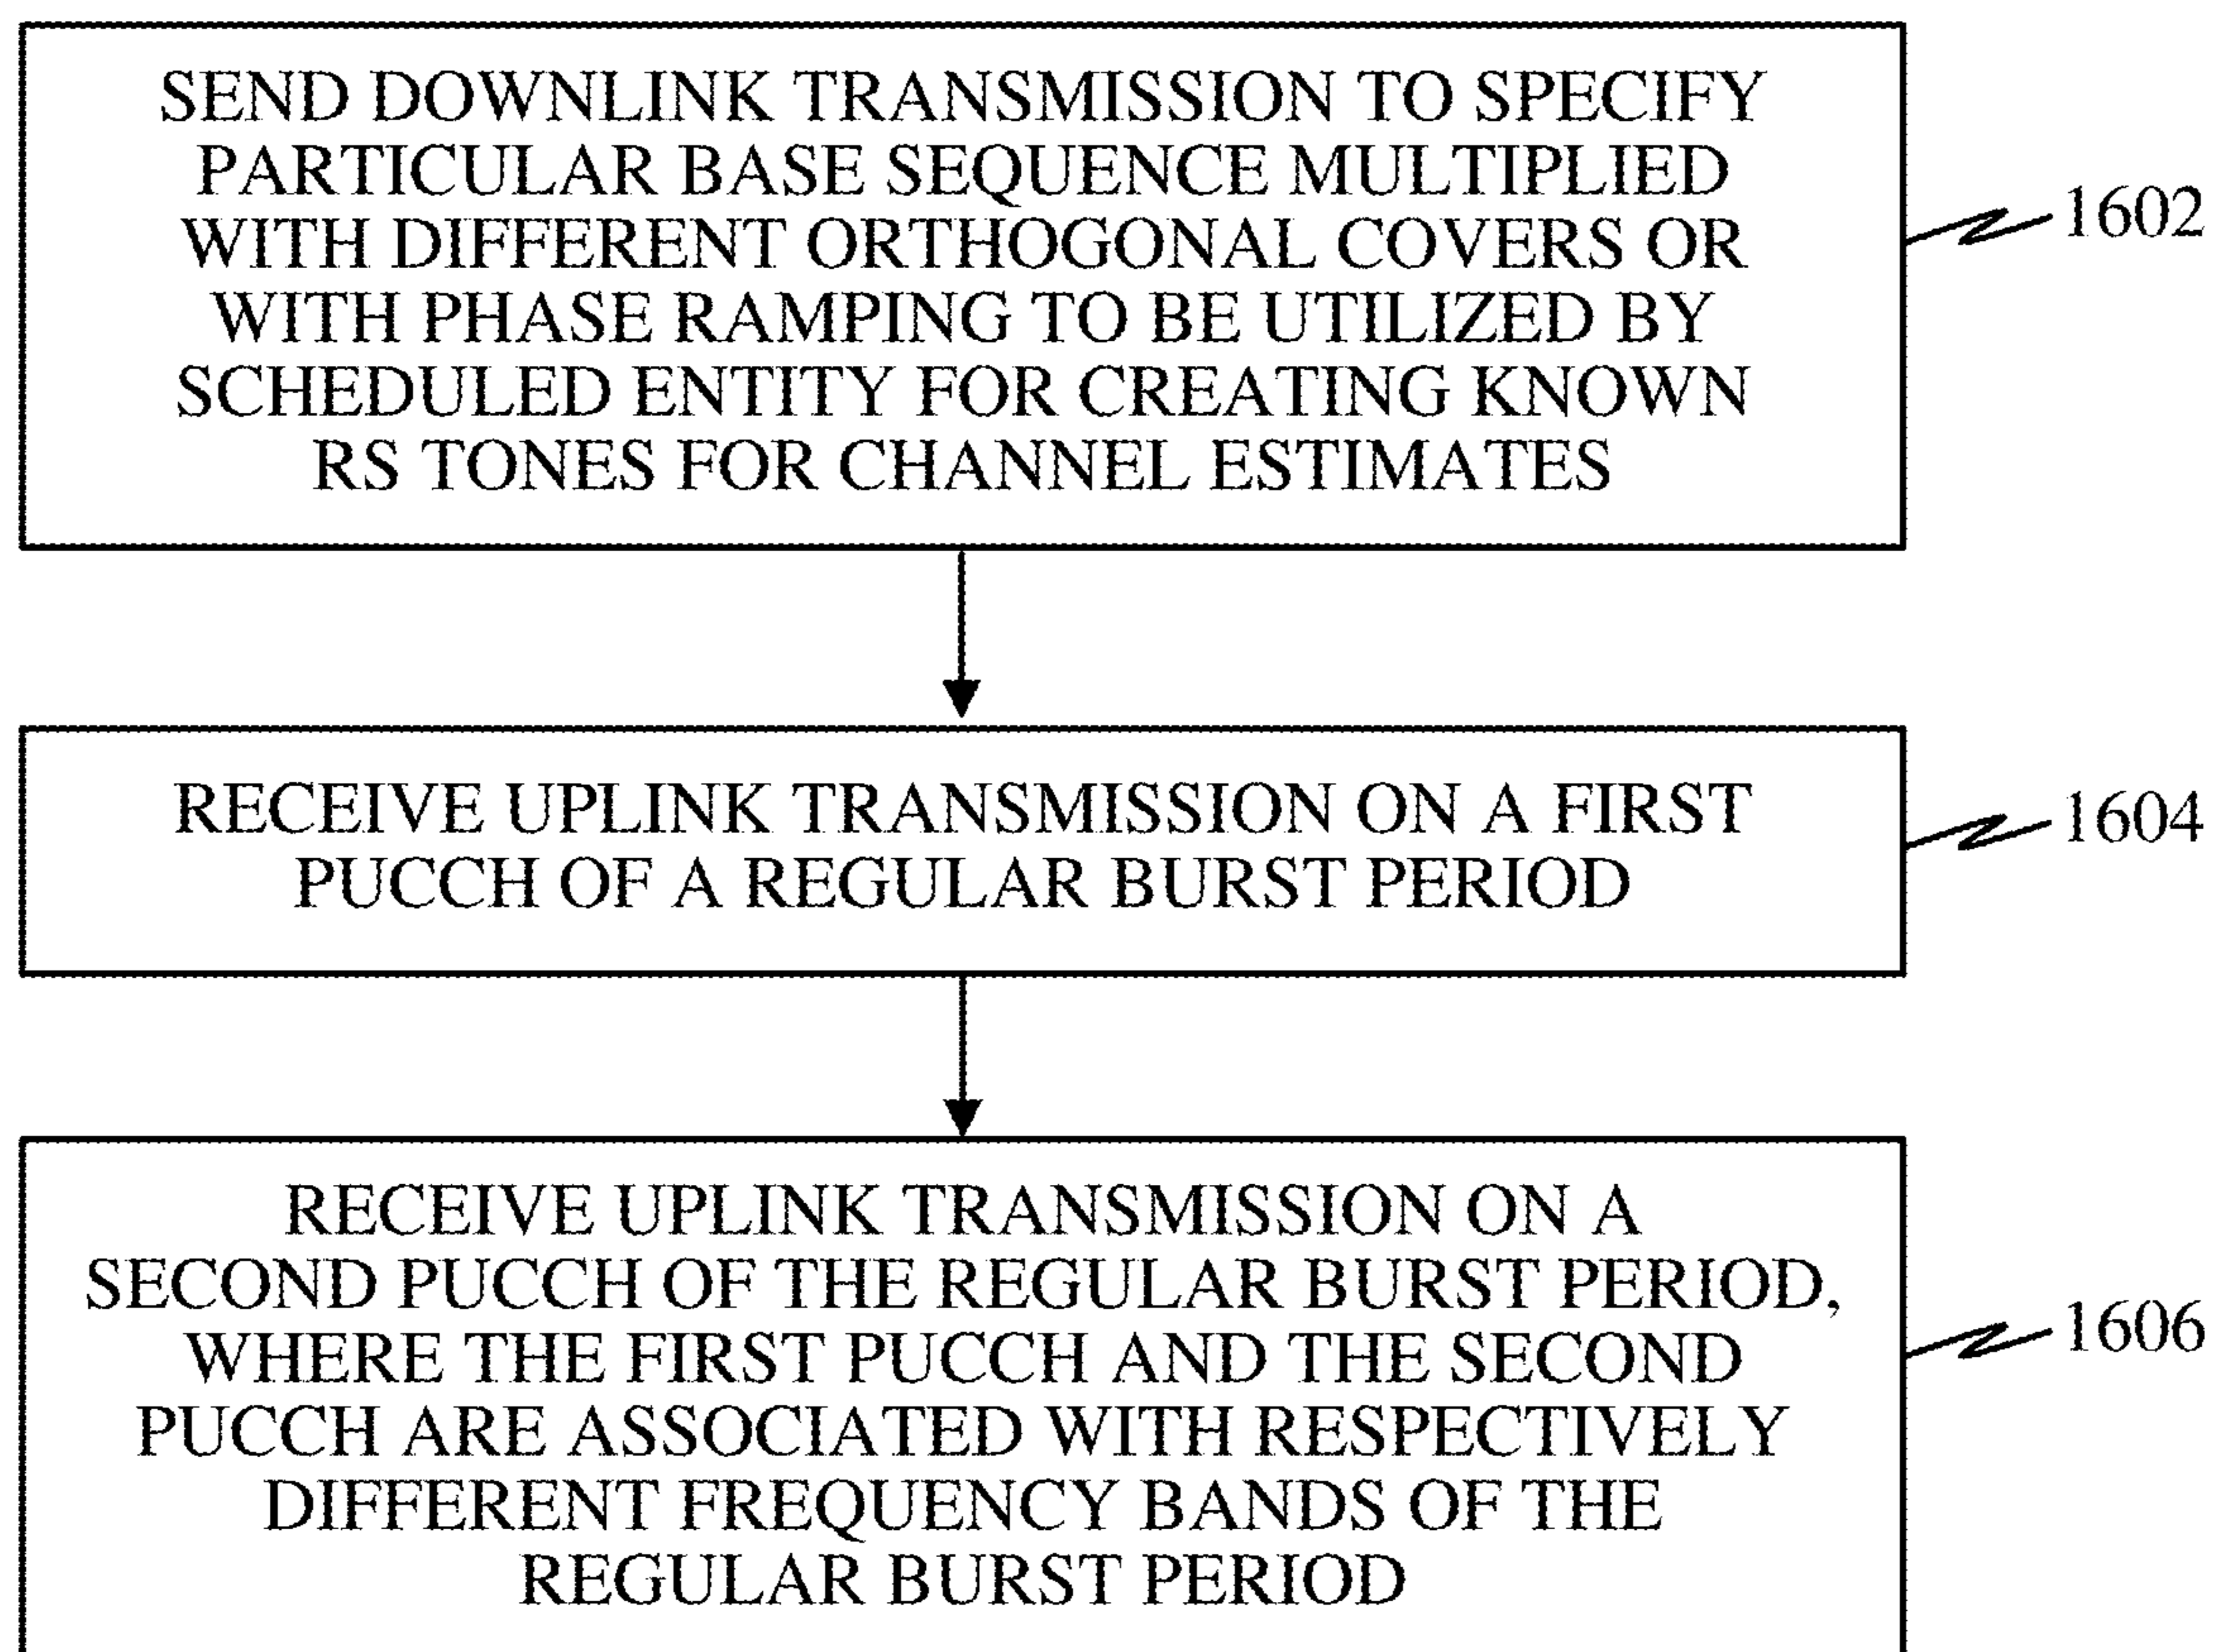 SEND DOWNLINK TRANSMISSION TO SPECIFY
PARTICULAR BASE SEQUENCE MULTIPLIED
WITH DIFFERENT ORTHOGONAL COVERS OR
WITH PHASE RAMPING TO BE UTILIZED BY
SCHEDULED ENTITY FOR CREATING KNOWN
RS TONES FOR CHANNEL ESTIMATES
1602
RECEIVE UPLINK TRANSMISSION ON A FIRST
PUCCH OF A REGULAR BURST PERIOD
1604
RECEIVE UPLINK TRANSMISSION ON A
SECOND PUCCH OF THE REGULAR BURST PERIOD,
WHERE THE FIRST PUCCH AND THE SECOND
PUCCH ARE ASSOCIATED WITH RESPECTIVELY
DIFFERENT FREQUENCY BANDS OF THE
REGULAR BURST PERIOD
1606